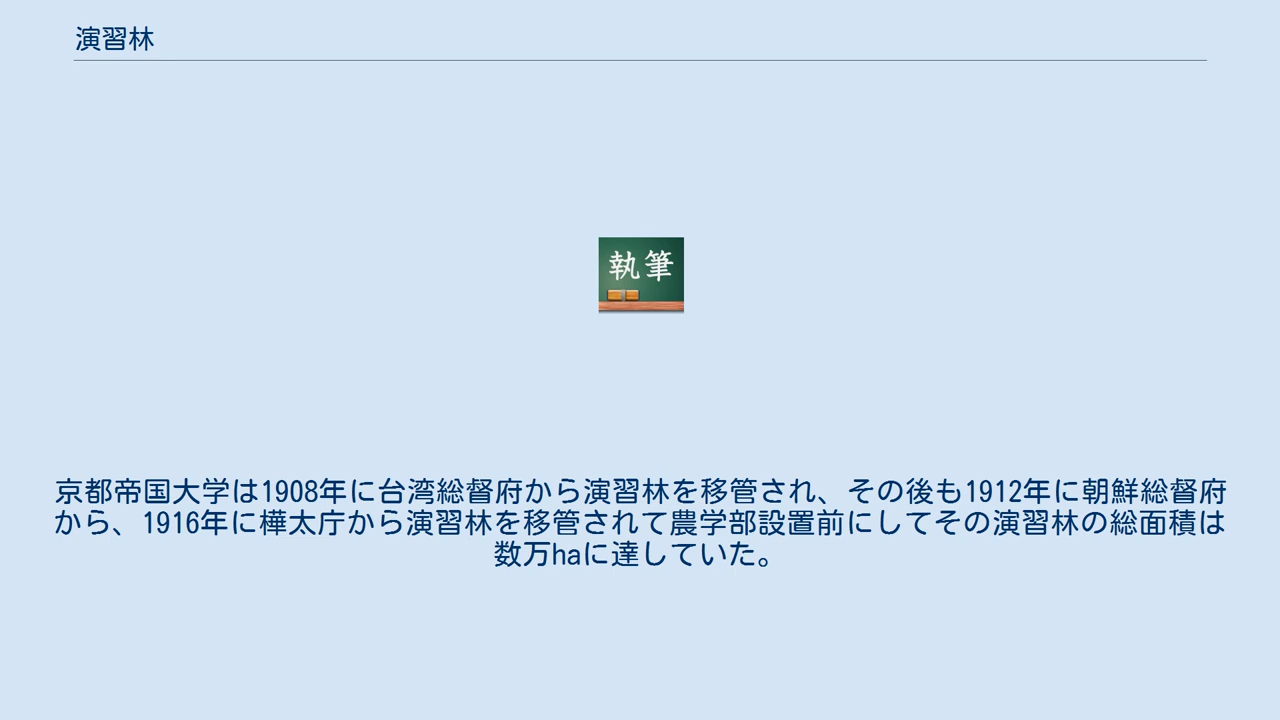 演習林
執筆
京都帝国大学は1908年に台湾総督府から演習林を移管され、その後も1912年に朝鮮総督府
から、1916年に樺太庁から演習林を移管されて農学部設置前にしてその演習林の総面積は
数万haに達していた。